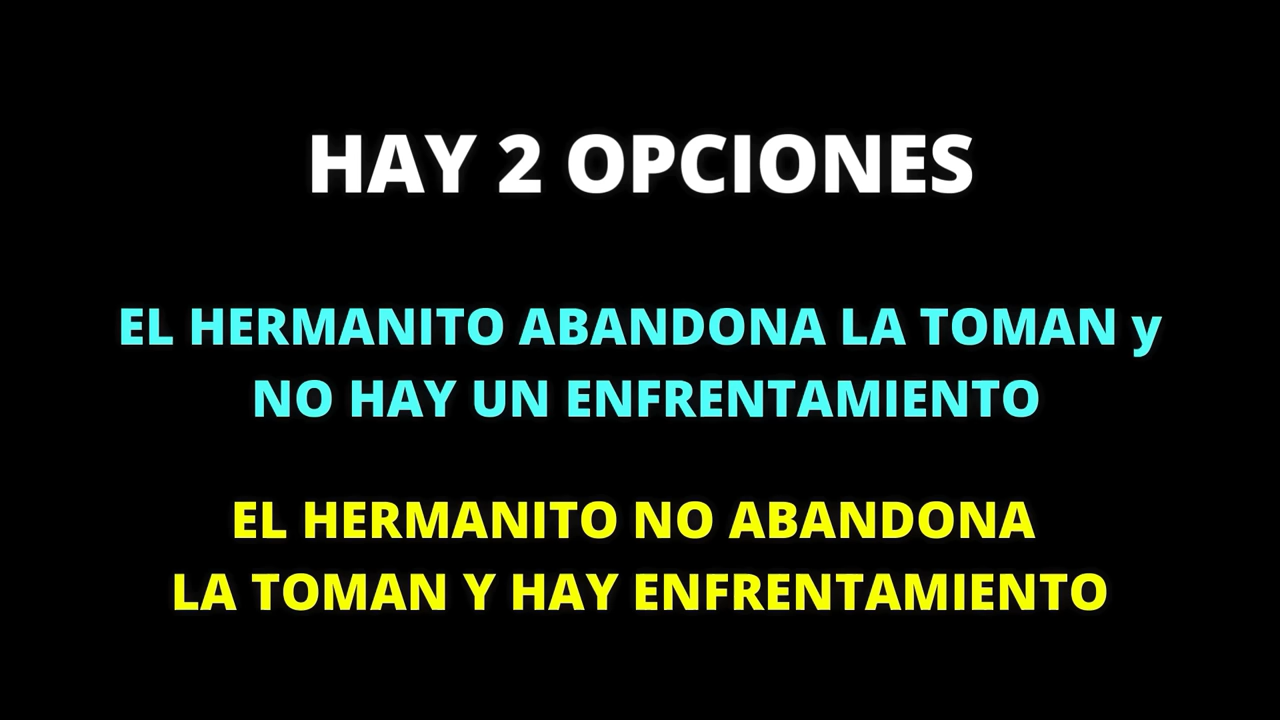 HAY 2 OPCIONES
EL HERMANITO ABANDONA LA TOMAN y
NO HAY UN ENFRENTAMIENTO
EL HERMANITO NO ABANDONA
LA TOMAN Y HAY ENFRENTAMIENTO